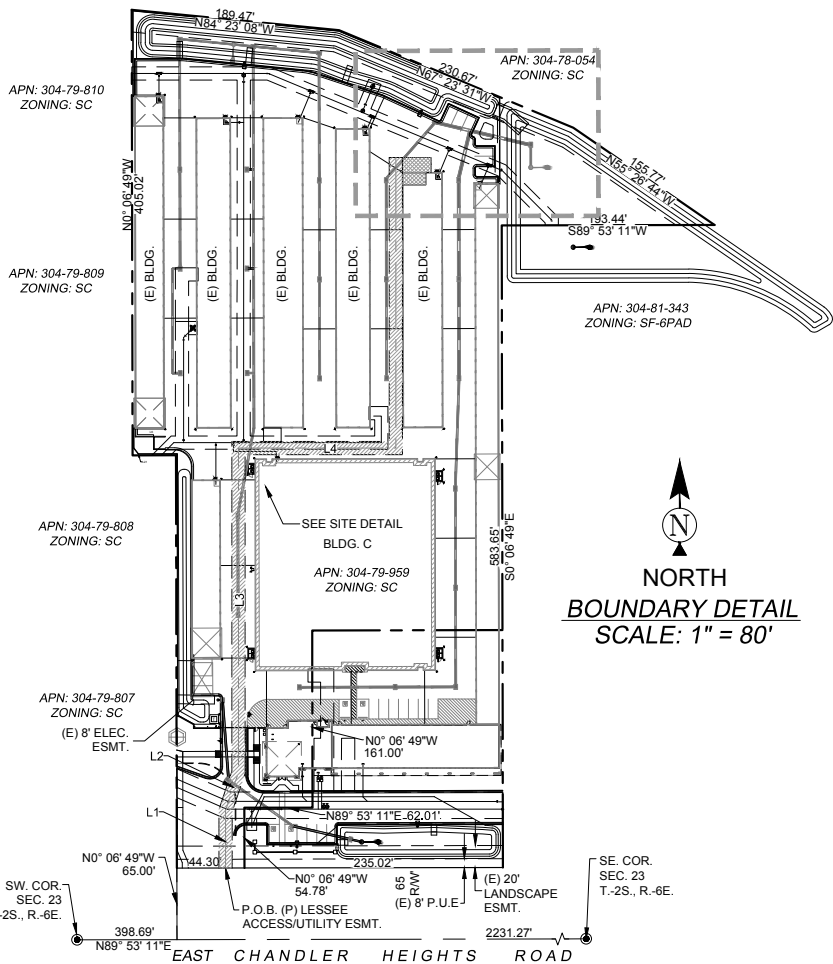 189.47'
N84° 23' 08"W
230.67'
N67° 23' 31"W
APN: 304-78-054
ZONING: SC
APN: 304-79-810
ZONING: SC
155.77'
N55° 26' 44"W
N0° 06' 49"W
405.02'
193.44'
S89° 53' 11"W
(E) BLDG.
(E) BLDG.
(E) BLDG.
(E) BLDG.
(E) BLDG.
APN: 304-79-809
ZONING: SC
APN: 304-81-343
ZONING: SF-6PAD
L4
SEE SITE DETAIL
BLDG. C
APN: 304-79-959
ZONING: SC
583.65'
S0° 06' 49"E
APN: 304-79-808
ZONING: SC
L3
N
NORTH
BOUNDARY DETAIL
SCALE: 1" = 80'
APN: 304-79-807
ZONING: SC
(E) 8' ELEC.
ESMT.
N0° 06' 49"W
161.00'
L2
L1
N89° 53' 11"E-62.01'
N0° 06' 49"W
65.00'
44.30'
235.02'
N0° 06' 49"W
54.78'
65
R/W
(E) 8' P.U.E
(E) 20'
LANDSCAPE
ESMT.
SE. COR.
SEC. 23
T.-2S., R.-6E.
SW. COR.
SEC. 23
-2S., R.-6E.
P.O.B. (P) LESSEE
ACCESS/UTILITY ESMT.
398.69'
N89° 53' 11"E
2231.27'
EAST CHANDLER HEIGHTS ROAD